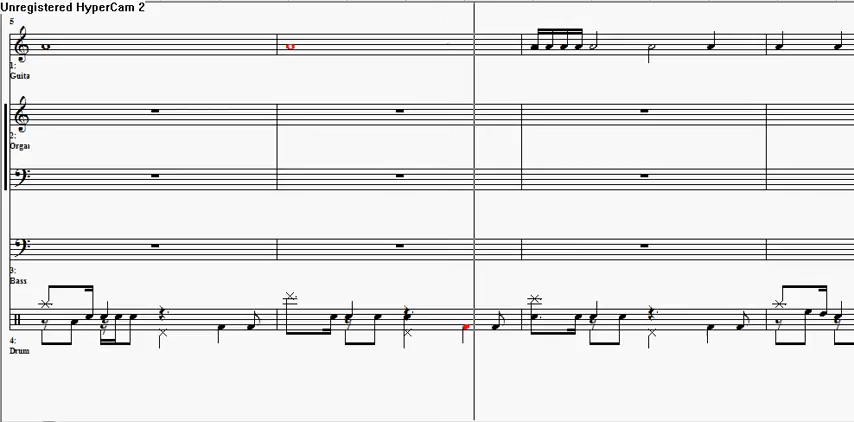 Unregistered HyperCam 2
5
1:
Guita
2:
Orga
3:
Bass
4:
Drum